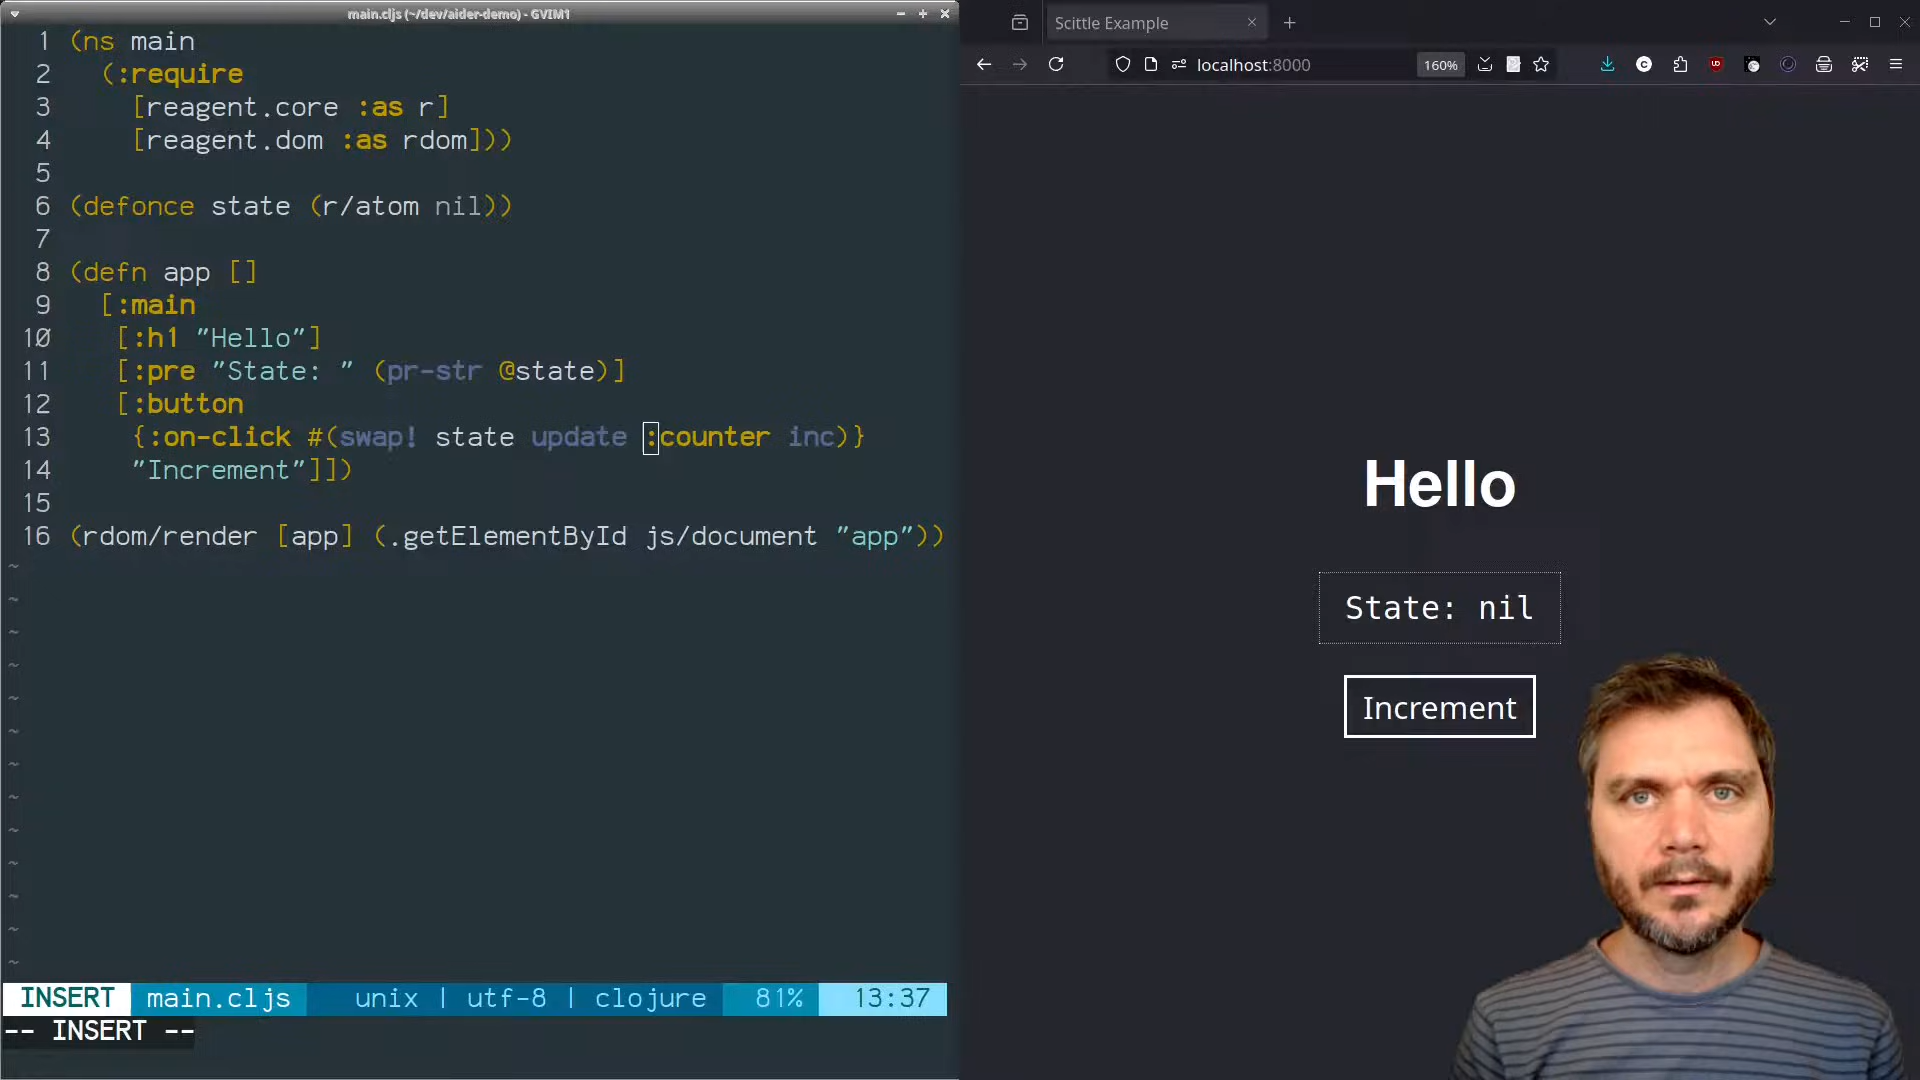 main.cljs (~/dev/aider-demo) - GVIM1
1 (ns main
2 (:require
3 [reagent.core :as r]
4 [reagent.dom :as rdom]))
5
6 (defonce state (r/atom nil))
7
8 (defn app []
9 [:main
10 [:h1 "Hello"]
11 [:pre "State: " (pr-str @state)]
12 [:button
13 {:on-click #(swap! state update :counter inc)}
14 "Increment"]])
15
16 (rdom/render [app] (.getElementById js/document "app"))
~
~
~
~
~
~
~
~
~
~
~
~
~
INSERT main.cljs unix | utf-8 | clojure 81% 13:37
-- INSERT --
Scittle Example
localhost:8000 160%
Hello
State: nil
Increment